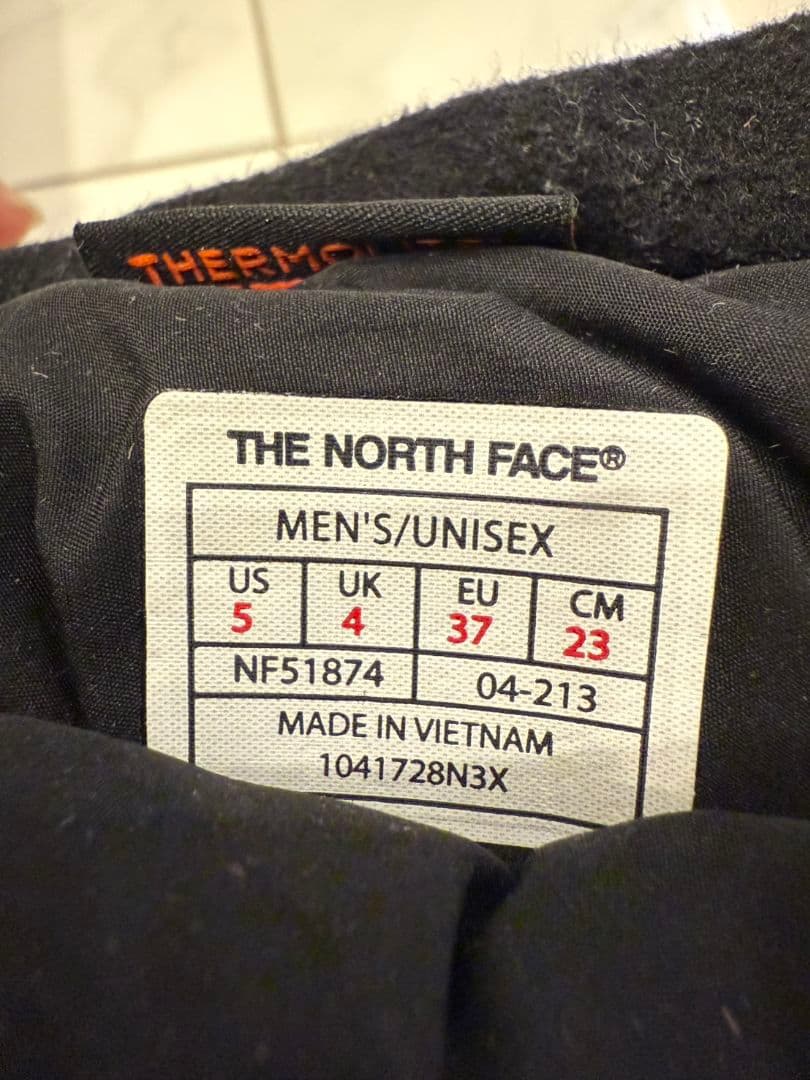 THE NORTH FACE®
MEN'S/UNISEX
US UK EU CM
5 4 37 23
NF51874 04-213
MADE IN VIETNAM
1041728N3X